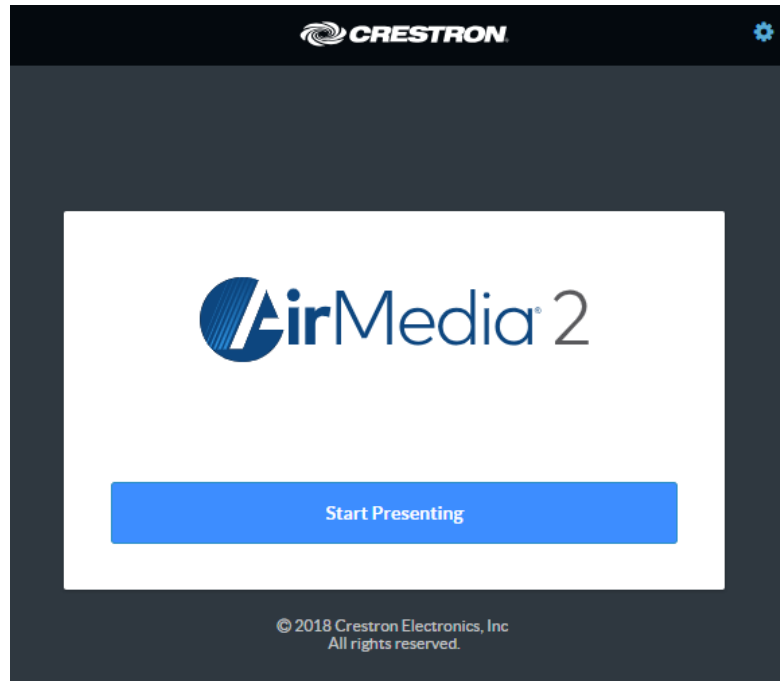 CRESTRON
AirMedia® 2
Start Presenting
© 2018 Crestron Electronics, Inc
All rights reserved.